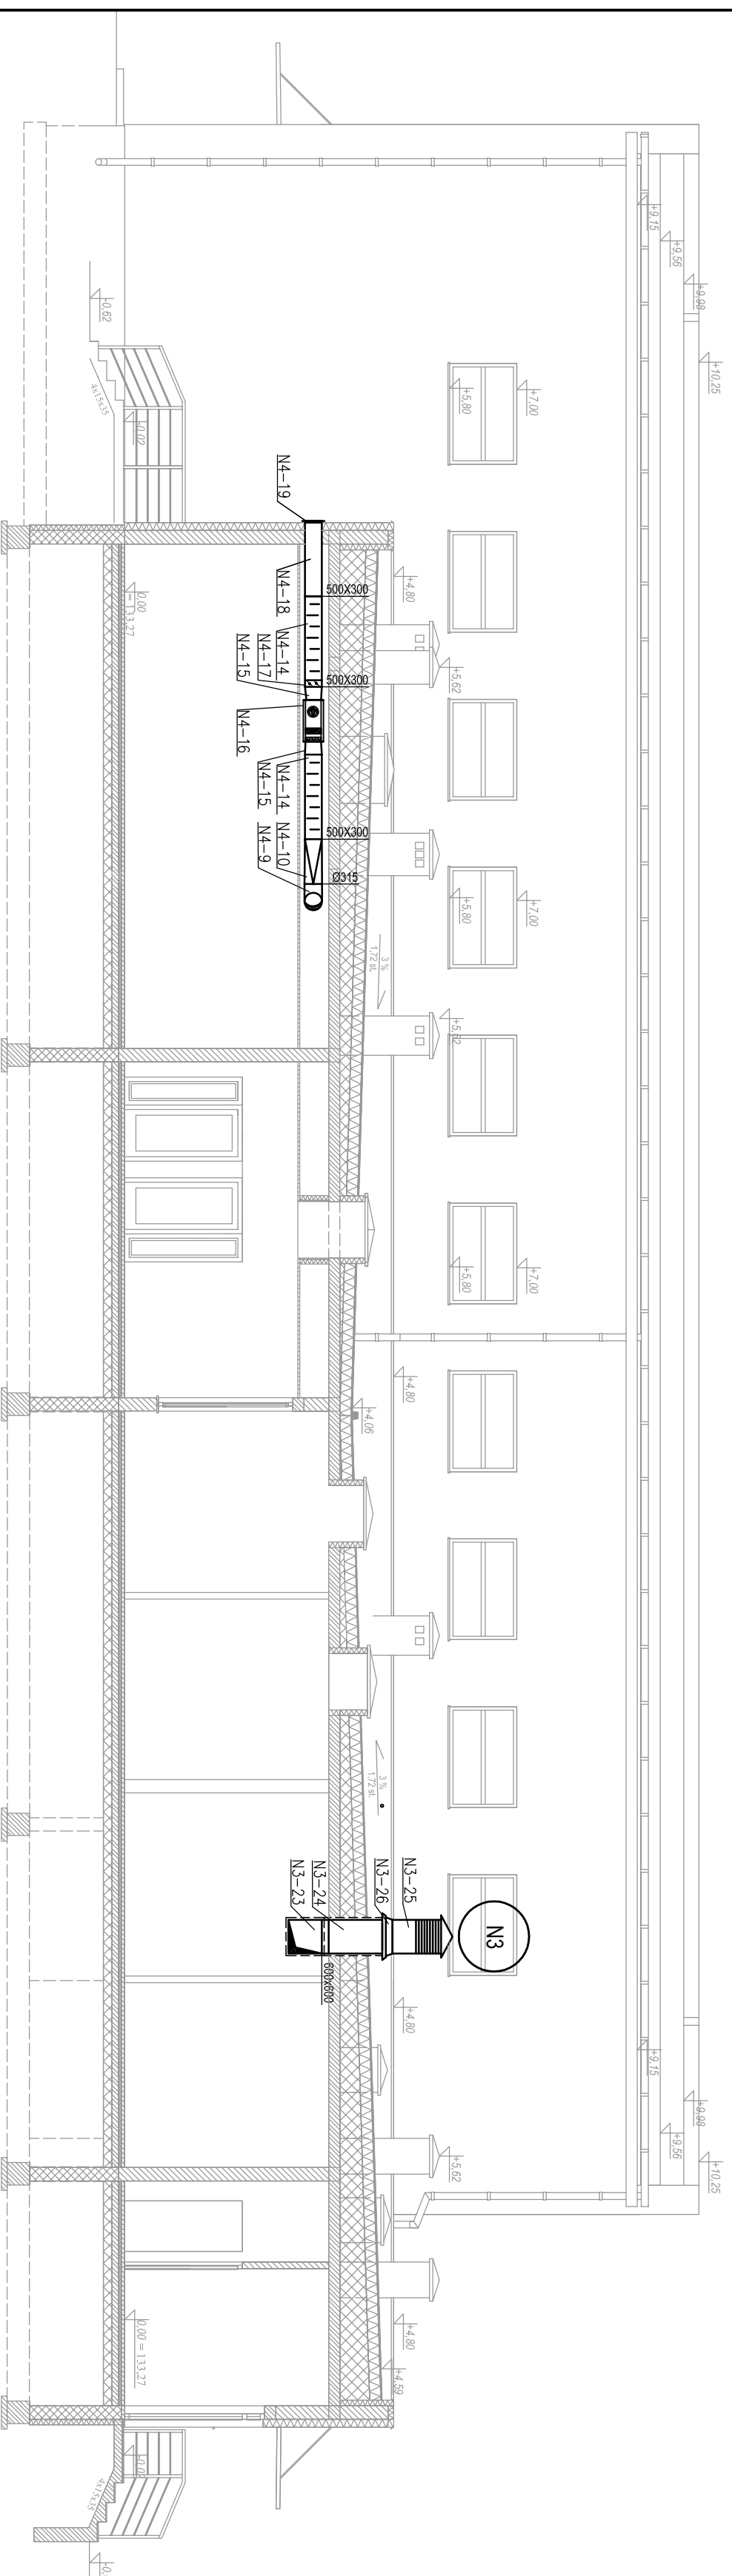 +10,25
+9,98
+9,56
+9,15
+7,00
+5,80
-0,62
4x15x35
-0,02
N4-19
N4-18
500X300
N4-14
N4-17
N4-15
500X300
N4-16
N4-15
N4-14
500X300
N4-10
N4-9
Ø315
0,00
= 133,27
+4,80
+5,62
+7,00
+5,80
3 %
1,72 st.
+5,62
+7,00
+5,80
+4,80
+4,06
3 %
1,72 st.
N3-25
N3-26
N3-24
N3-23
N3
600x600
+4,80
+9,15
+9,98
+9,56
+10,25
+5,62
0,00 = 133,27
+4,80
+4,59
4x15x35